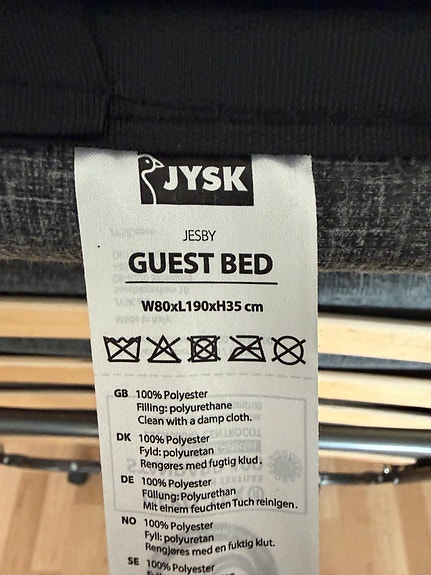 JYSK
JESBY
GUEST BED
W80xL190xH35 cm
GB 100% Polyester
Filling: polyurethane
Clean with a damp cloth.
DK 100% Polyester
Fyld: polyuretan
Rengøres med fugtig klud.
DE 100% Polyester
Füllung: Polyurethan
Mit einem feuchten Tuch reinigen.
NO 100% Polyester
Fyll: polyuretan
Rengjøres med en fuktig klut.
SE 100% Polyester